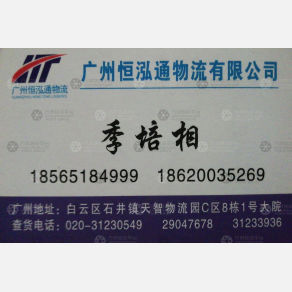 广州恒泓通物流有限公司
广州恒泓通物流
季培相
18565184999 18620035269
广州地址：白云区石井镇天智物流园C区8栋1号大院
查货电话：020-31230549 29047678 31233936